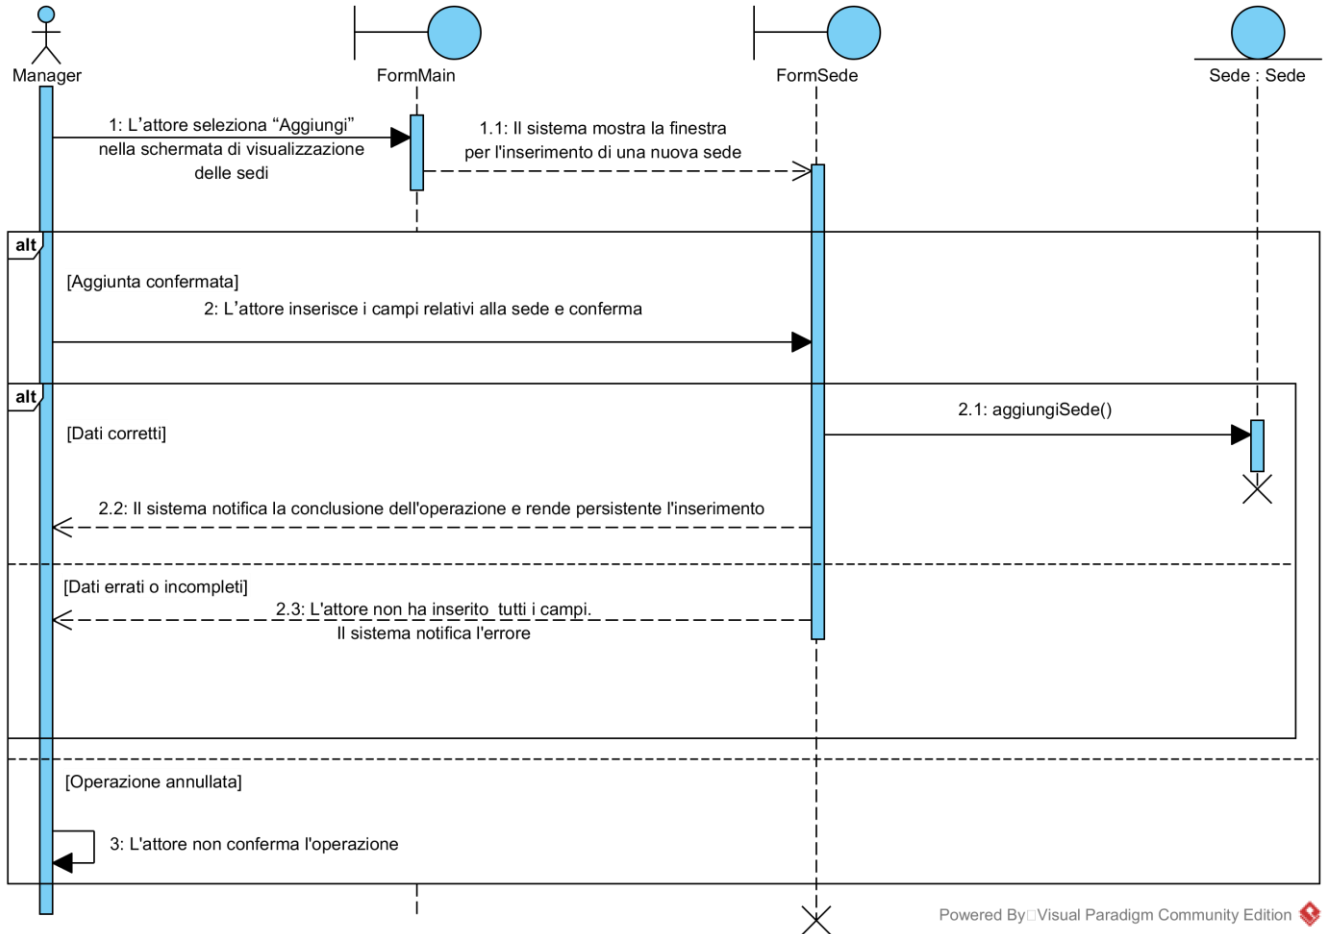 Manager
FormMain
FormSede
Sede : Sede
1: L'attore seleziona “Aggiungi”
nella schermata di visualizzazione
delle sedi
1.1: Il sistema mostra la finestra
per l'inserimento di una nuova sede
alt
[Aggiunta confermata]
2: L'attore inserisce i campi relativi alla sede e conferma
alt
2.1: aggiungiSede()
[Dati corretti]
2.2: Il sistema notifica la conclusione dell'operazione e rende persistente l'inserimento
[Dati errati o incompleti]
2.3: L'attore non ha inserito  tutti i campi.
Il sistema notifica l'errore
[Operazione annullata]
3: L'attore non conferma l'operazione
Powered By□Visual Paradigm Community Edition